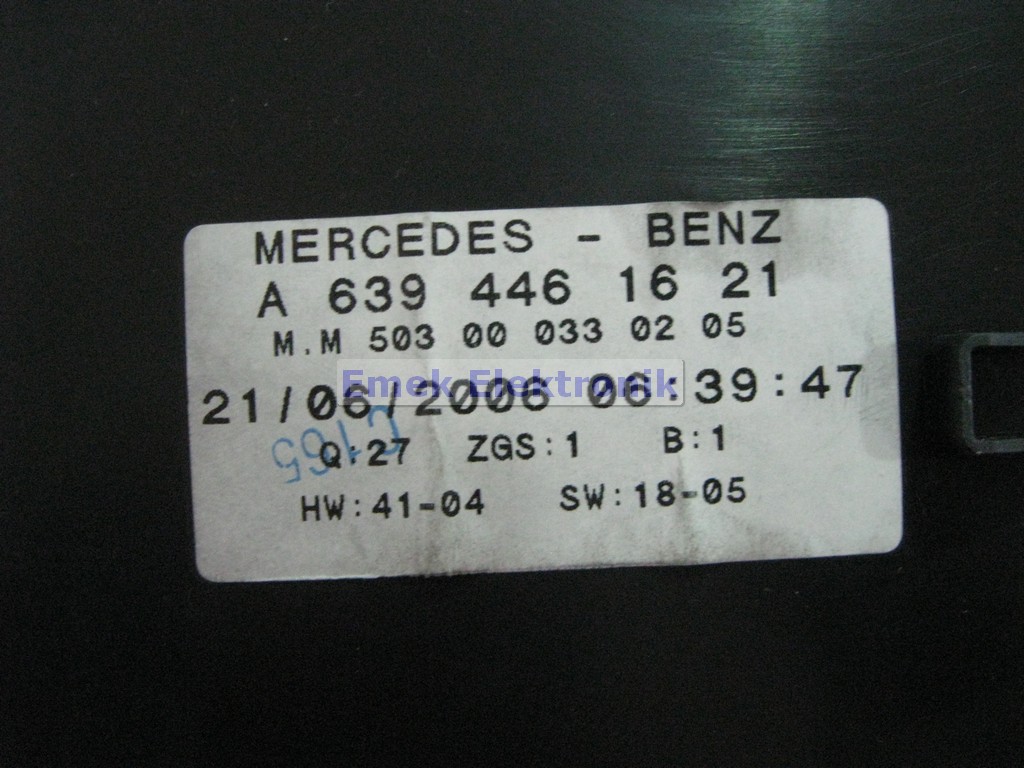 MERCEDES - BENZ
A 639 446 16 21
M.M 503 00 033 02 05
21/06/2006 06:39:47
Emek Elektronik
Q:27 ZGS:1 B:1
HW:41-04 SW:18-05